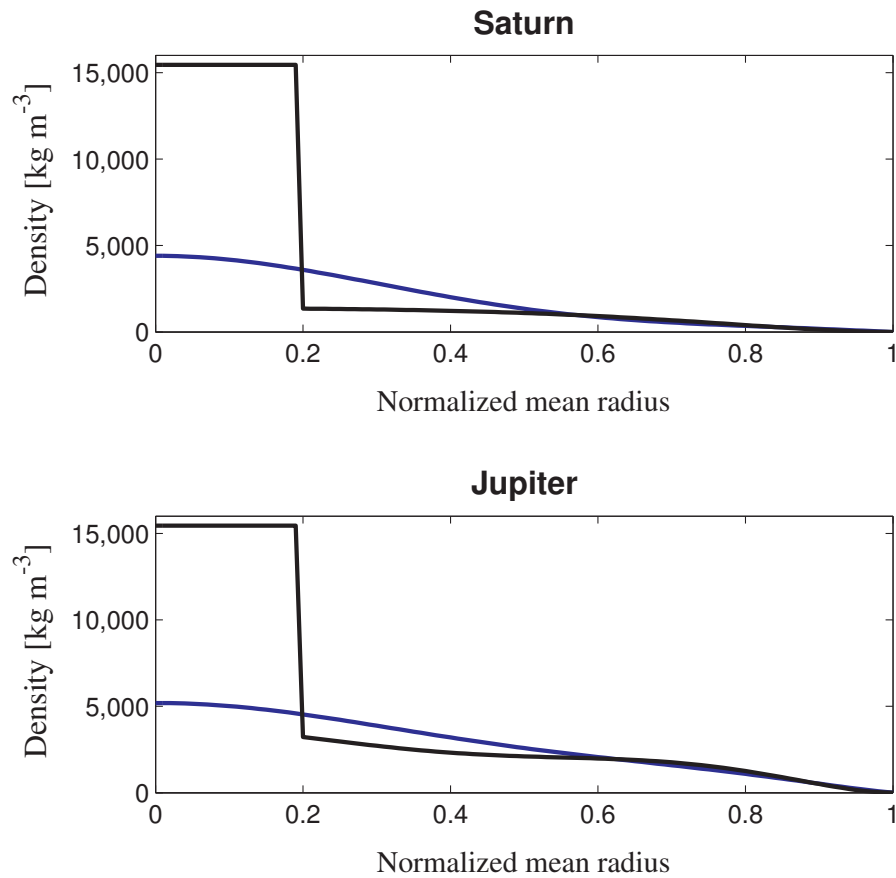 Saturn
15,000
10,000
5,000
0
Density [kg m-3]
0 0.2 0.4 0.6 0.8 1
Normalized mean radius
Jupiter
15,000
10,000
5,000
0
Density [kg m-3]
0 0.2 0.4 0.6 0.8 1
Normalized mean radius